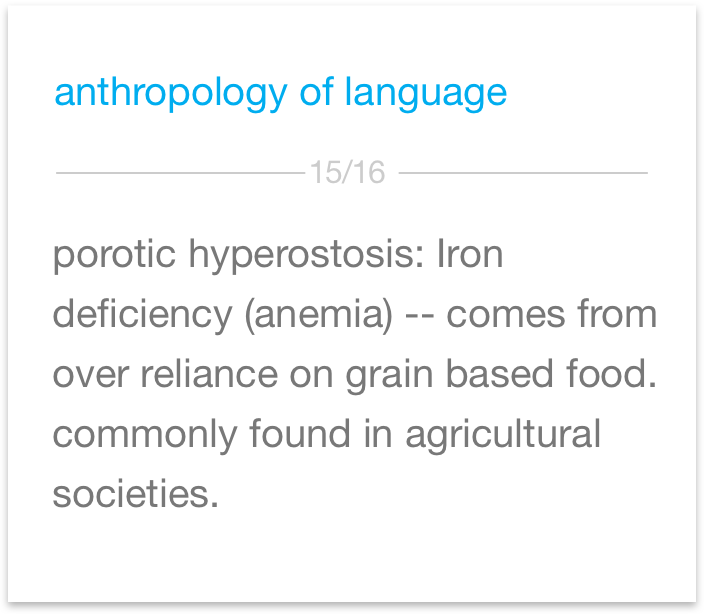 anthropology of language
15/16
porotic hyperostosis: Iron
deficiency (anemia) -- comes from
over reliance on grain based food.
commonly found in agricultural
societies.